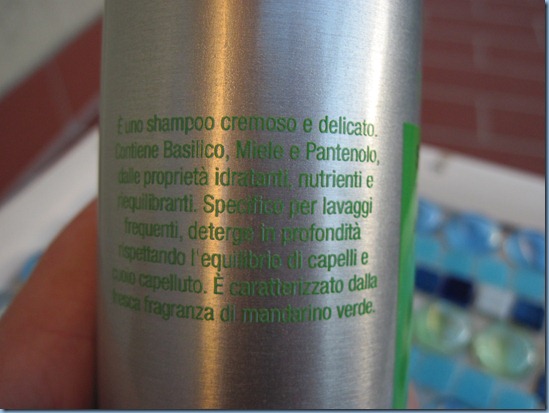 È uno shampoo cremoso e delicato.
Contiene Basilico, Miele e Pantenolo,
dalle proprietà idratanti, nutrienti e
riequilibranti. Specifico per lavaggi
frequenti, deterge in profondità
rispettando l'equilibrio di capelli e
cuoio capelluto. È caratterizzato dalla
fresca fragranza di mandarino verde.